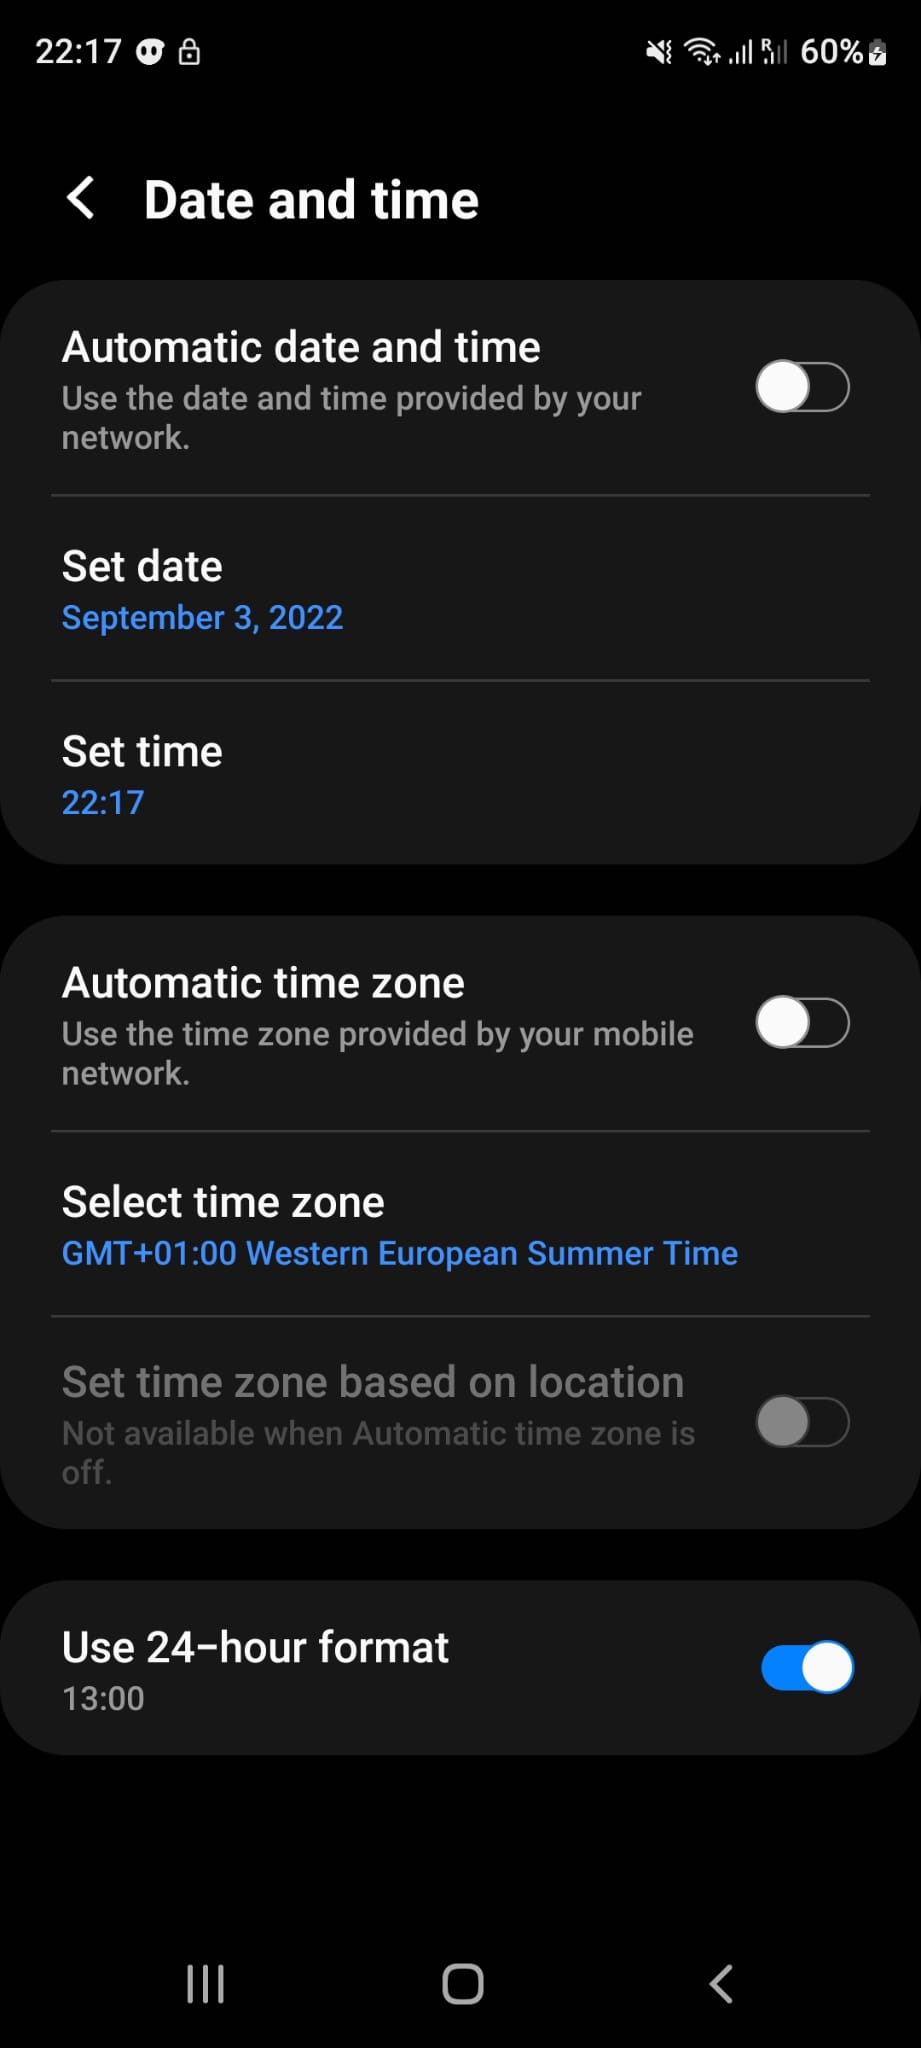 22:17
R
60%
Date and time
Automatic date and time
Use the date and time provided by your
network.
Set date
September 3, 2022
Set time
22:17
Automatic time zone
Use the time zone provided by your mobile
network.
Select time zone
GMT+01:00 Western European Summer Time
Set time zone based on location
Not available when Automatic time zone is
off.
Use 24-hour format
13:00